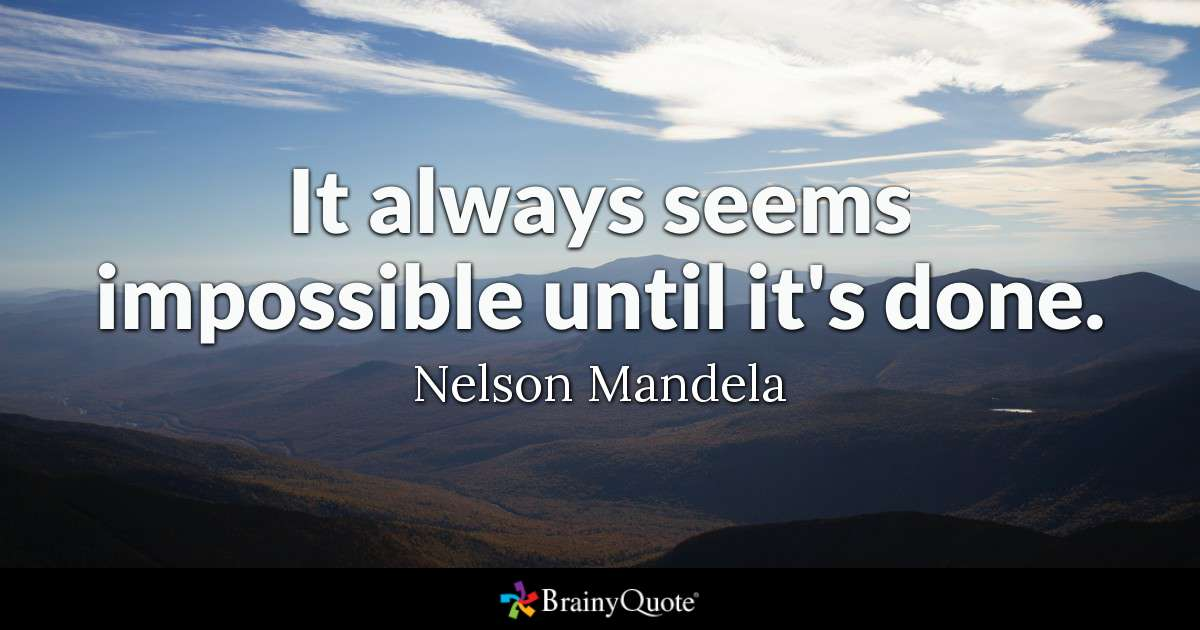 It always seems
impossible until it's done.
Nelson Mandela
BrainyQuote®